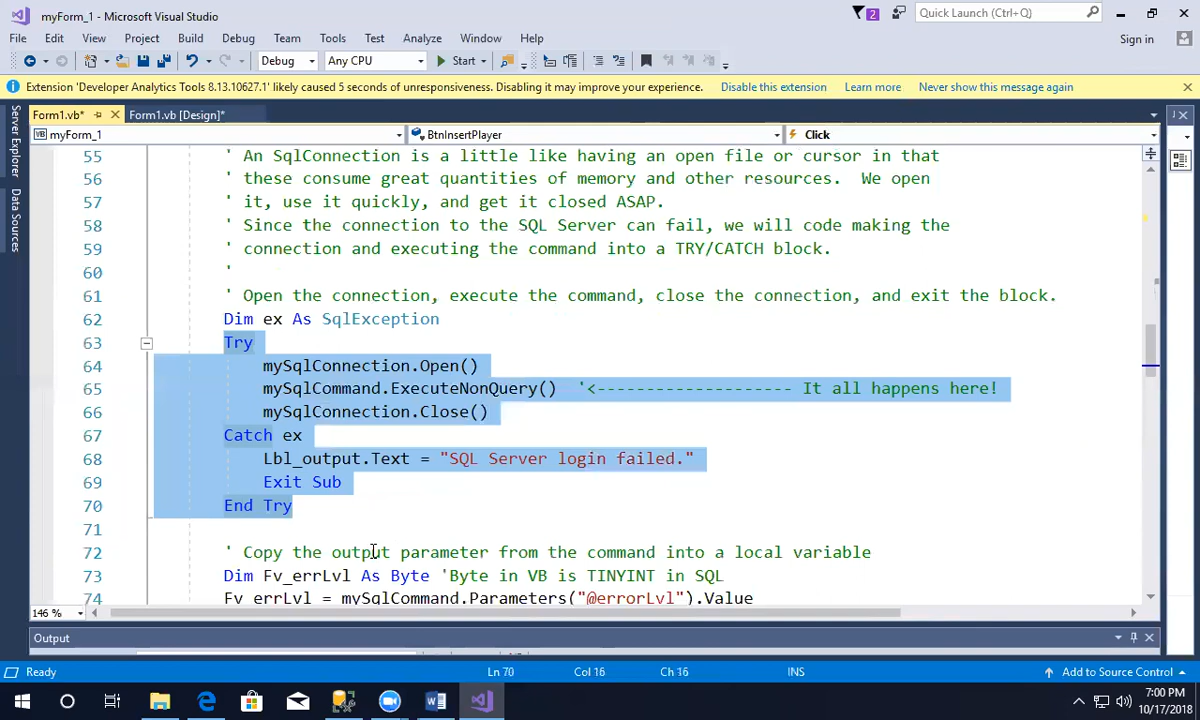 myForm_1 - Microsoft Visual Studio
2
Quick Launch (Ctrl+Q)
File Edit View Project Build Debug Team Tools Test Analyze Window Help
Sign in
Debug Any CPU Start
Extension 'Developer Analytics Tools 8.13.10627.1' likely caused 5 seconds of unresponsiveness. Disabling it may improve your experience. Disable this extension Learn more Never show this message again
Form1.vb* Form1.vb [Design]*
myForm_1 BtnInsertPlayer Click
Server Explorer
Data Sources
55 ' An SqlConnection is a little like having an open file or cursor in that
56 ' these consume great quantities of memory and other resources. We open
57 ' it, use it quickly, and get it closed ASAP.
58 ' Since the connection to the SQL Server can fail, we will code making the
59 ' connection and executing the command into a TRY/CATCH block.
60 '
61 ' Open the connection, execute the command, close the connection, and exit the block.
62 Dim ex As SqlException
63 Try
64 mySqlConnection.Open()
65 mySqlCommand.ExecuteNonQuery() '<-------------------- It all happens here!
66 mySqlConnection.Close()
67 Catch ex
68 Lbl_output.Text = "SQL Server login failed."
69 Exit Sub
70 End Try
71
72 ' Copy the output parameter from the command into a local variable
73 Dim Fv_errLvl As Byte 'Byte in VB is TINYINT in SQL
74 Fv_errLvl = mySqlCommand.Parameters("@errorLvl").Value
146 %
Output
Ready Ln 70 Col 16 Ch 16 INS Add to Source Control
7:00 PM
10/17/2018